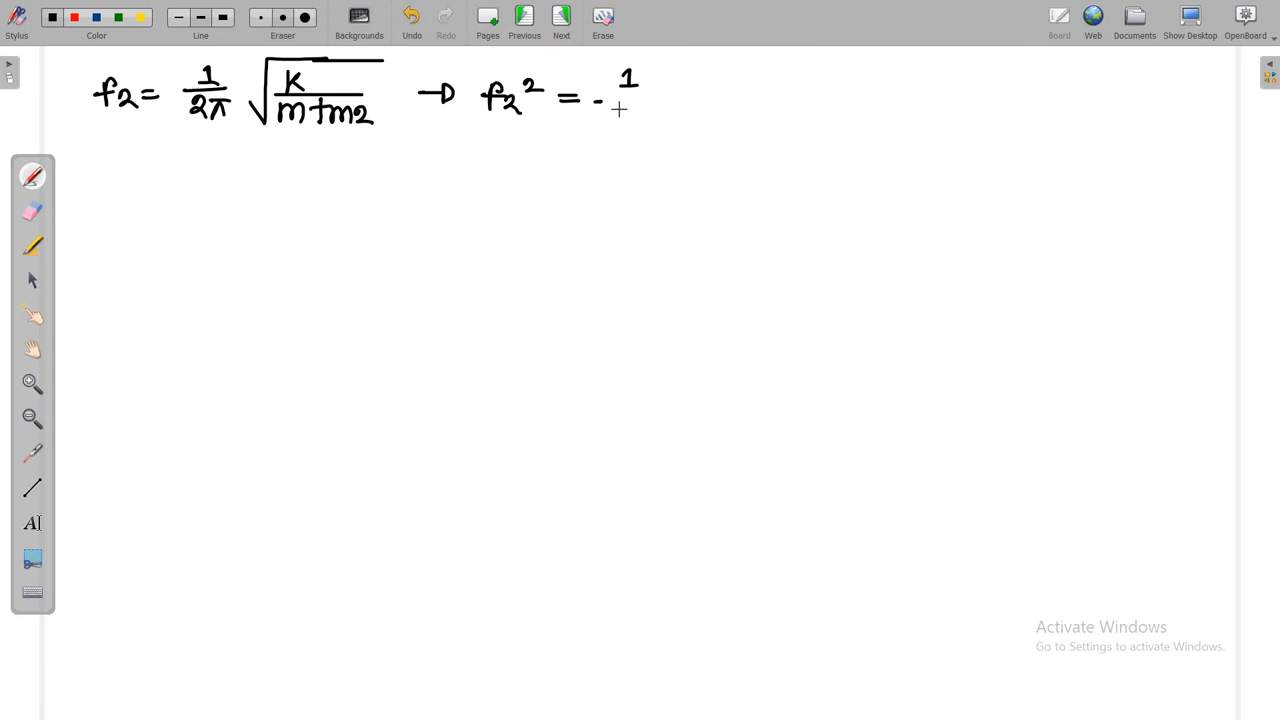 Stylus Color Line Eraser Backgrounds Undo Redo Pages Previous Next Erase Board Web Documents Show Desktop OpenBoard
f₂ = 1/2π √(K/m+m₂) → f₂² = - 1
A
Activate Windows
Go to Settings to activate Windows.